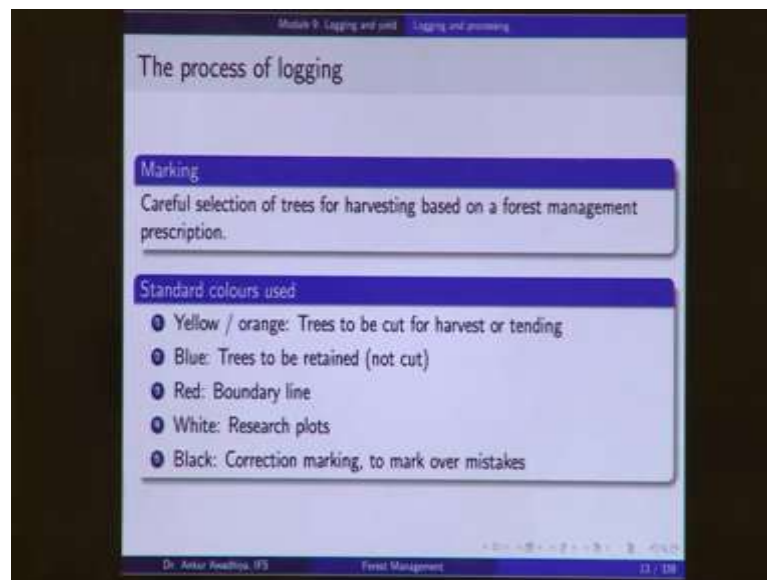 Module 9: Logging and yield Logging and processing
The process of logging
Marking
Careful selection of trees for harvesting based on a forest management
prescription.
Standard colours used
Yellow / orange: Trees to be cut for harvest or tending
Blue: Trees to be retained (not cut)
Red: Boundary line
White: Research plots
Black: Correction marking, to mark over mistakes
Dr. Ankur Awadhiya, IFS Forest Management 13 / 138